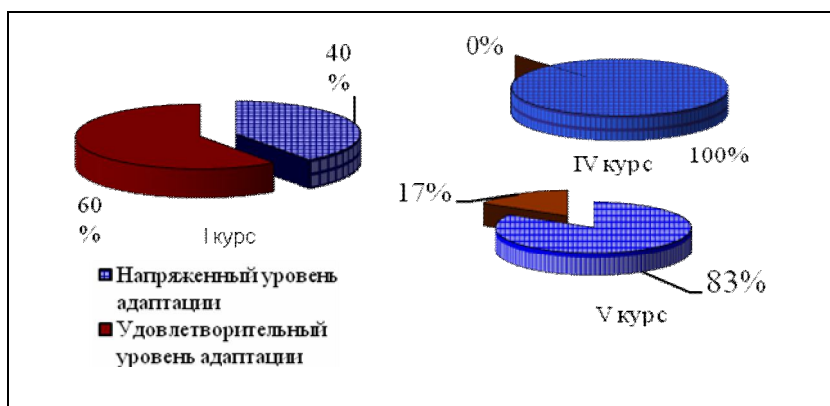 40
%
60
%
I курс
Напряженный уровень
адаптации
Удовлетворительный
уровень адаптации
0%
100%
IV курс
17%
83%
V курс